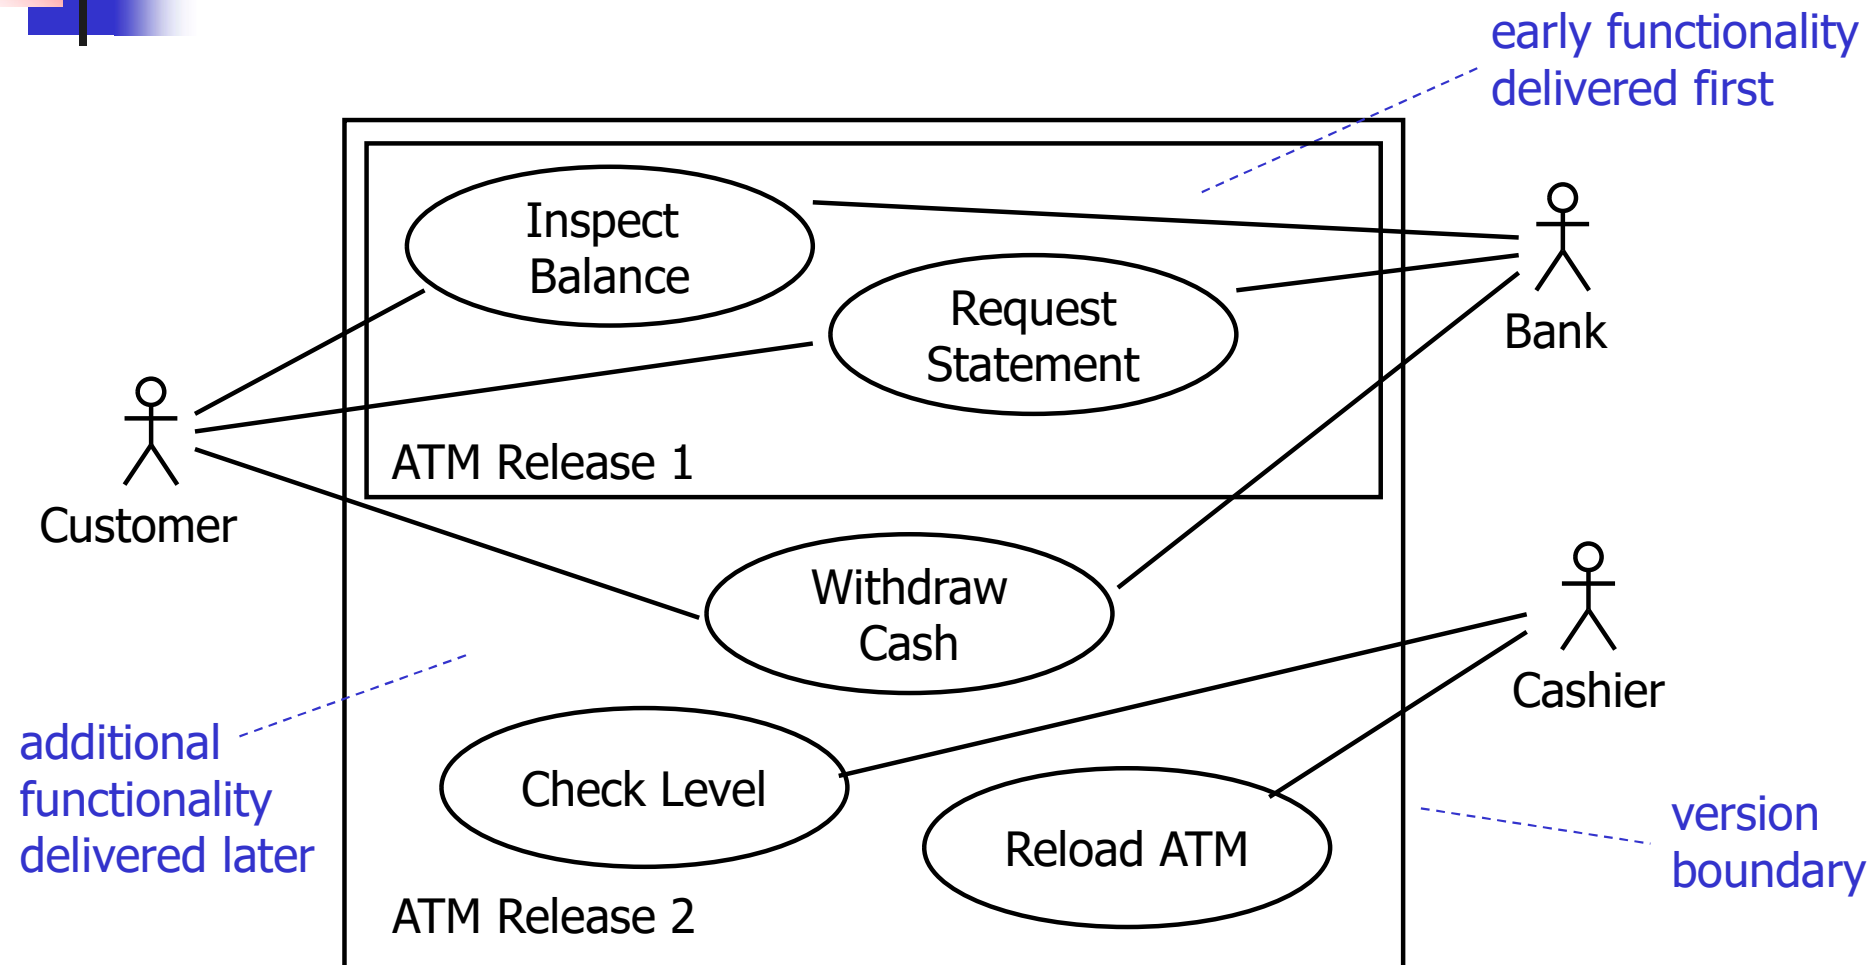 early functionality
delivered first
Inspect
Balance
Request
Statement
Bank
ATM Release 1
Customer
Withdraw
Cash
Cashier
additional
functionality
delivered later
Check Level
Reload ATM
version
boundary
ATM Release 2